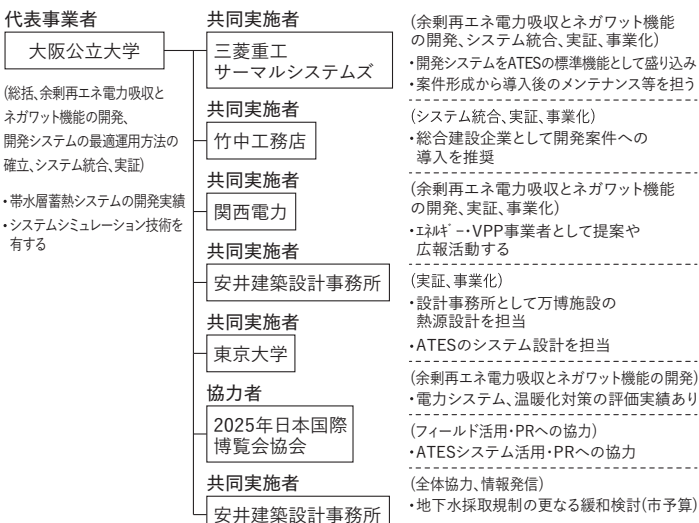 代表事業者
大阪公立大学
(総括、余剰再エネ電力吸収と
ネガワット機能の開発、
開発システムの最適運用方法の
確立、システム統合、実証)
・帯水層蓄熱システムの開発実績
・システムシミュレーション技術を
有する
共同実施者
三菱重工
サーマルシステムズ
(余剰再エネ電力吸収とネガワット機能
の開発、システム統合、実証、事業化)
・開発システムをATESの標準機能として盛り込み
・案件形成から導入後のメンテナンス等を担う
共同実施者
竹中工務店
(システム統合、実証、事業化)
・総合建設企業として開発案件への
導入を推奨
共同実施者
関西電力
(余剰再エネ電力吸収とネガワット機能
の開発、実証、事業化)
・エネルギー・VPP事業者として提案や
広報活動する
共同実施者
安井建築設計事務所
(実証、事業化)
・設計事務所として万博施設の
熱源設計を担当
・ATESのシステム設計を担当
共同実施者
東京大学
(余剰再エネ電力吸収とネガワット機能の開発)
・電力システム、温暖化対策の評価実績あり
協力者
2025年日本国際
博覧会協会
(フィールド活用・PRへの協力)
・ATESシステム活用・PRへの協力
共同実施者
安井建築設計事務所
(全体協力、情報発信)
・地下水採取規制の更なる緩和検討(市予算)